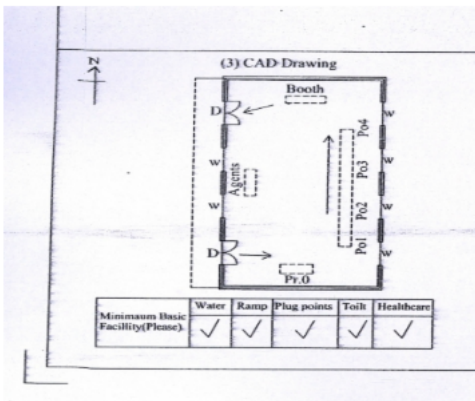 N
(3) CAD Drawing
Booth
D
W
Po4
W
W
Po3
Agents
W
W
Po2
Po1
D
W
Pr.0
Water Ramp Plug points Toilt Healthcare
Minimaum Basic
Facillity(Please).